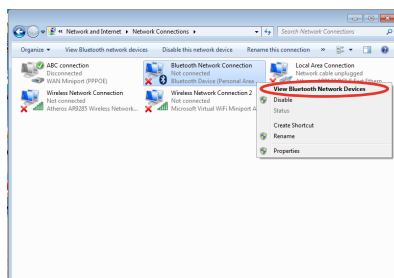 « Network and Internet ▸ Network Connections ▸
Search Network Connections
Organize ▾ View Bluetooth network devices Disable this network device Rename this connection »
ABC connection
Disconnected
WAN Miniport (PPPOE)
Bluetooth Network Connection
Not connected
Bluetooth Device (Personal Area
Local Area Connection
Network cable unplugged
Wireless Network Connection
Not connected
Atheros AR9285 Wireless Network...
Wireless Network Connection 2
Not connected
Microsoft Virtual WiFi Miniport A
View Bluetooth Network Devices
Disable
Status
Create Shortcut
Rename
Properties